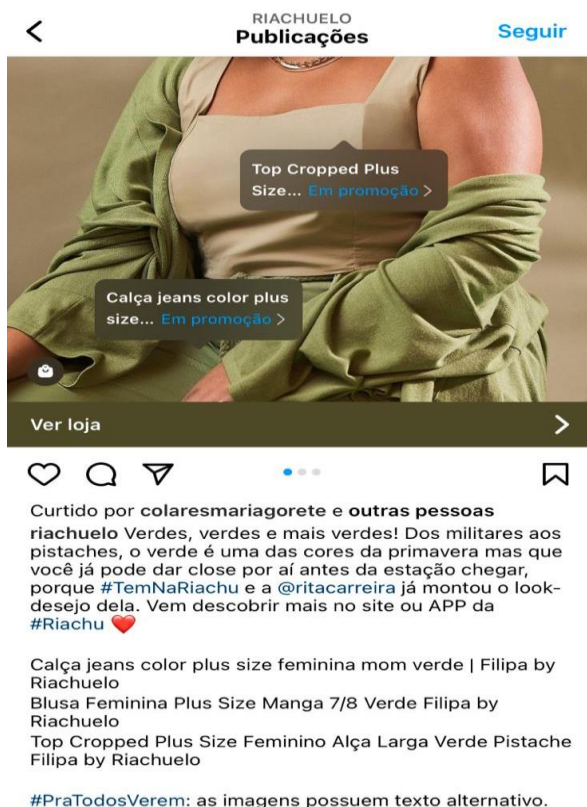 RIACHUELO
Publicações
Seguir
Top Cropped Plus
Size... Em promoção >
Calça jeans color plus
size... Em promoção >
Ver loja
Curtido por colaresmariagorete e outras pessoas
riachuelo Verdes, verdes e mais verdes! Dos militares aos
pistaches, o verde é uma das cores da primavera mas que
você já pode dar close por aí antes da estação chegar,
porque #TemNaRiachu e a @ritacarreira já montou o look-
desejo dela. Vem descobrir mais no site ou APP da
#Riachu ❤️
Calça jeans color plus size feminina mom verde | Filipa by
Riachuelo
Blusa Feminina Plus Size Manga 7/8 Verde Filipa by
Riachuelo
Top Cropped Plus Size Feminino Alça Larga Verde Pistache
Filipa by Riachuelo
#PraTodosVerem: as imagens possuem texto alternativo.